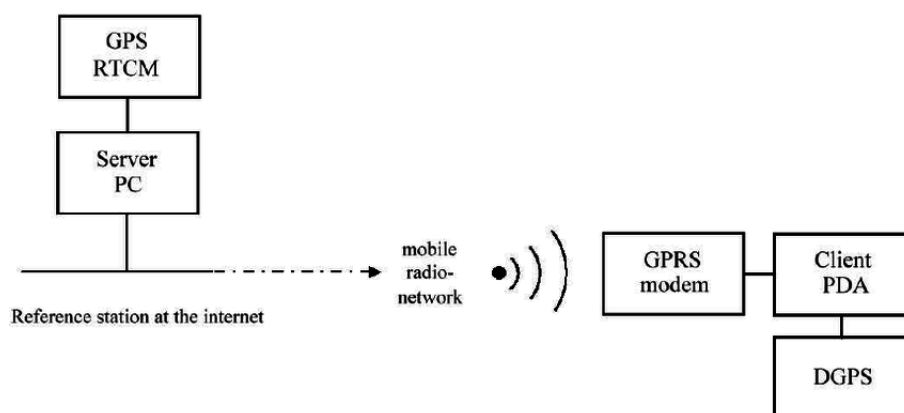 GPS
RTCM
Server
PC
Reference station at the internet
mobile
radio-
network
GPRS
modem
Client
PDA
DGPS